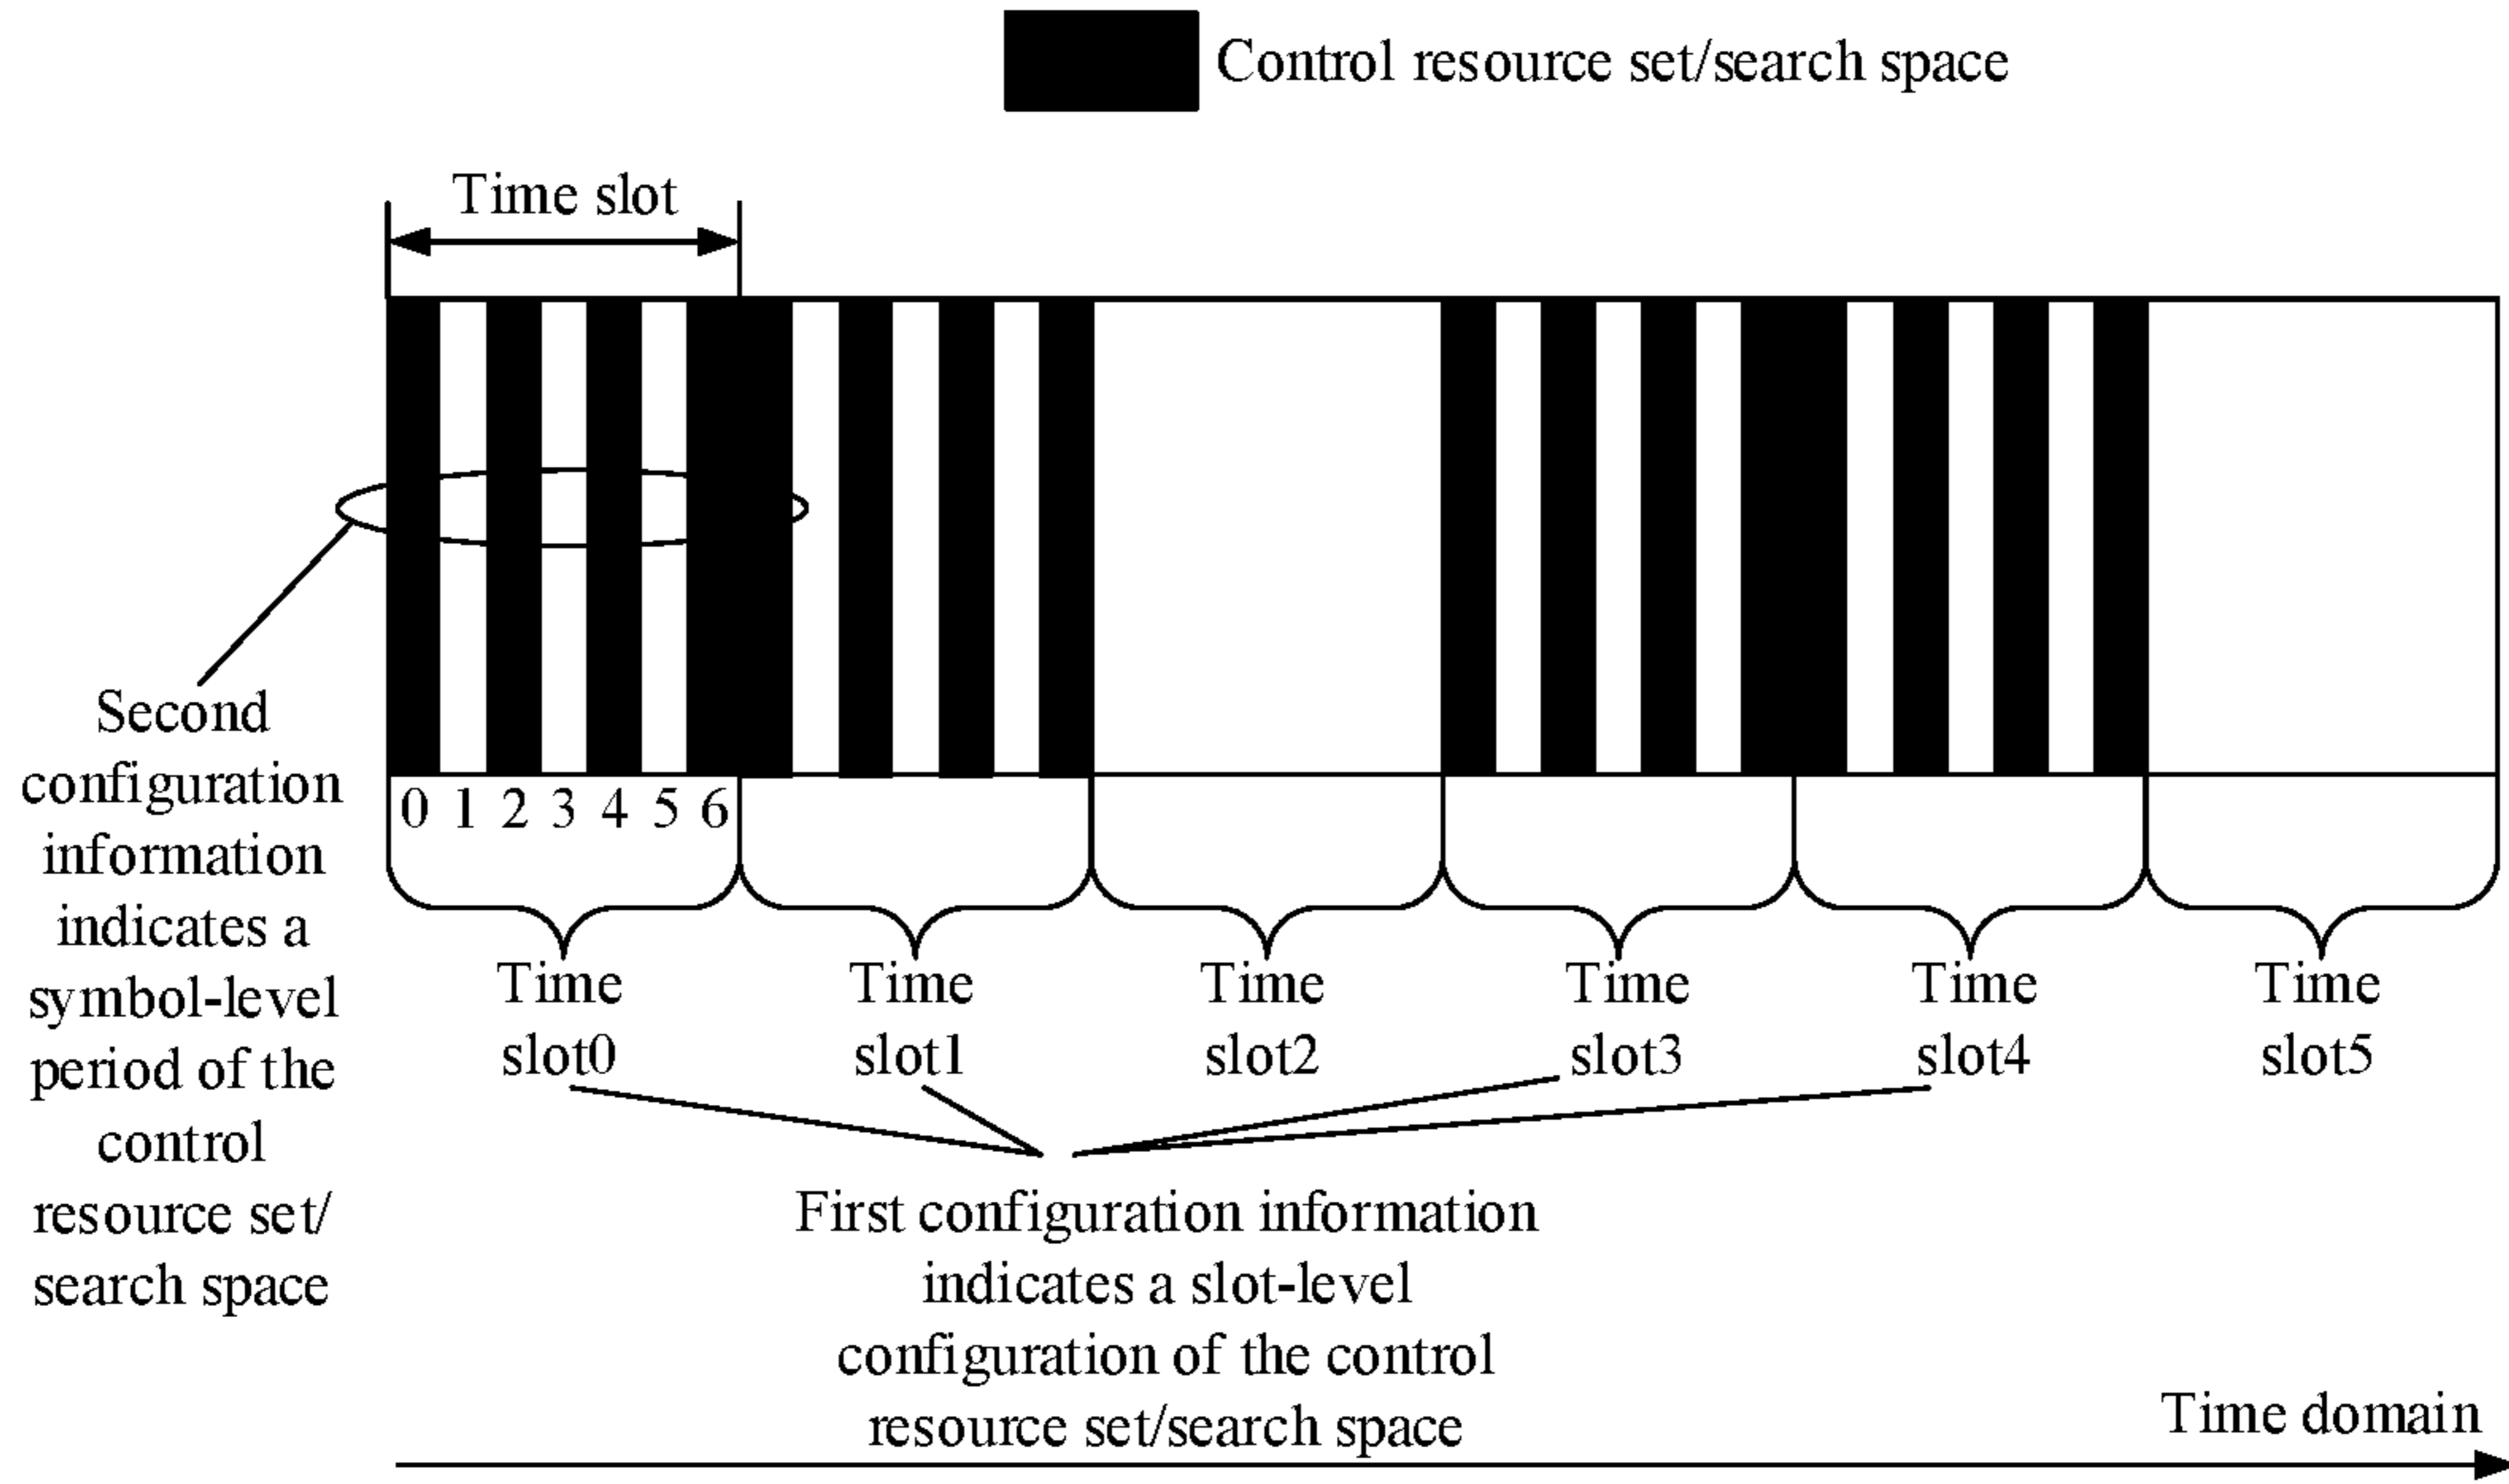 Control resource set/search space
Time slot
0 1 2 3 4 5 6
Second
configuration
information
indicates a
symbol-level
period of the
control
resource set/
search space
Time
slot0
Time
slot1
Time
slot2
Time
slot3
Time
slot4
Time
slot5
First configuration information
indicates a slot-level
configuration of the control
resource set/search space
Time domain